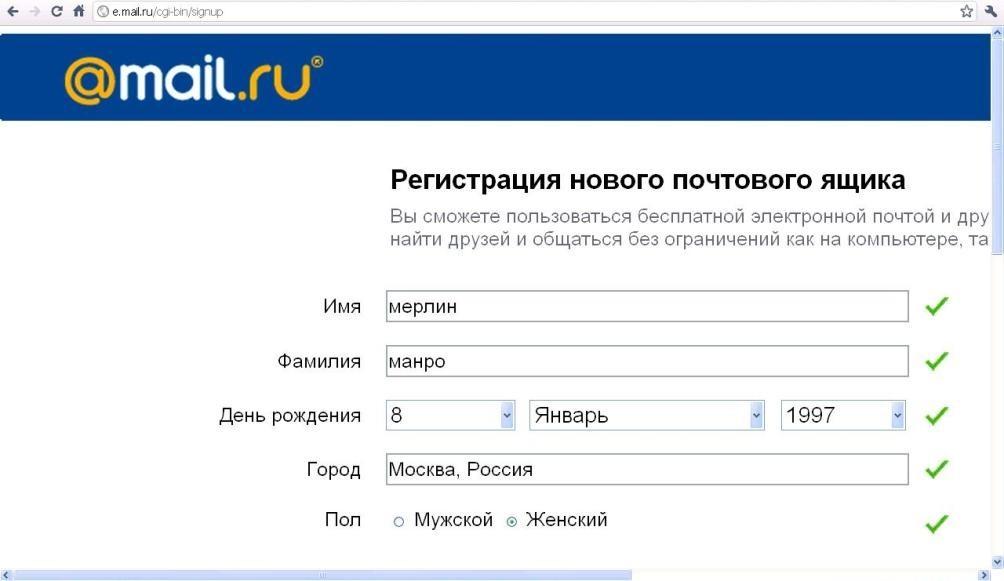 e.mail.ru/cgi-bin/signup
@mail.ru®
Регистрация нового почтового ящика
Вы сможете пользоваться бесплатной электронной почтой и дру
найти друзей и общаться без ограничений как на компьютере, та
Имя мерлин
Фамилия манро
День рождения 8 Январь 1997
Город Москва, Россия
Пол Мужской Женский